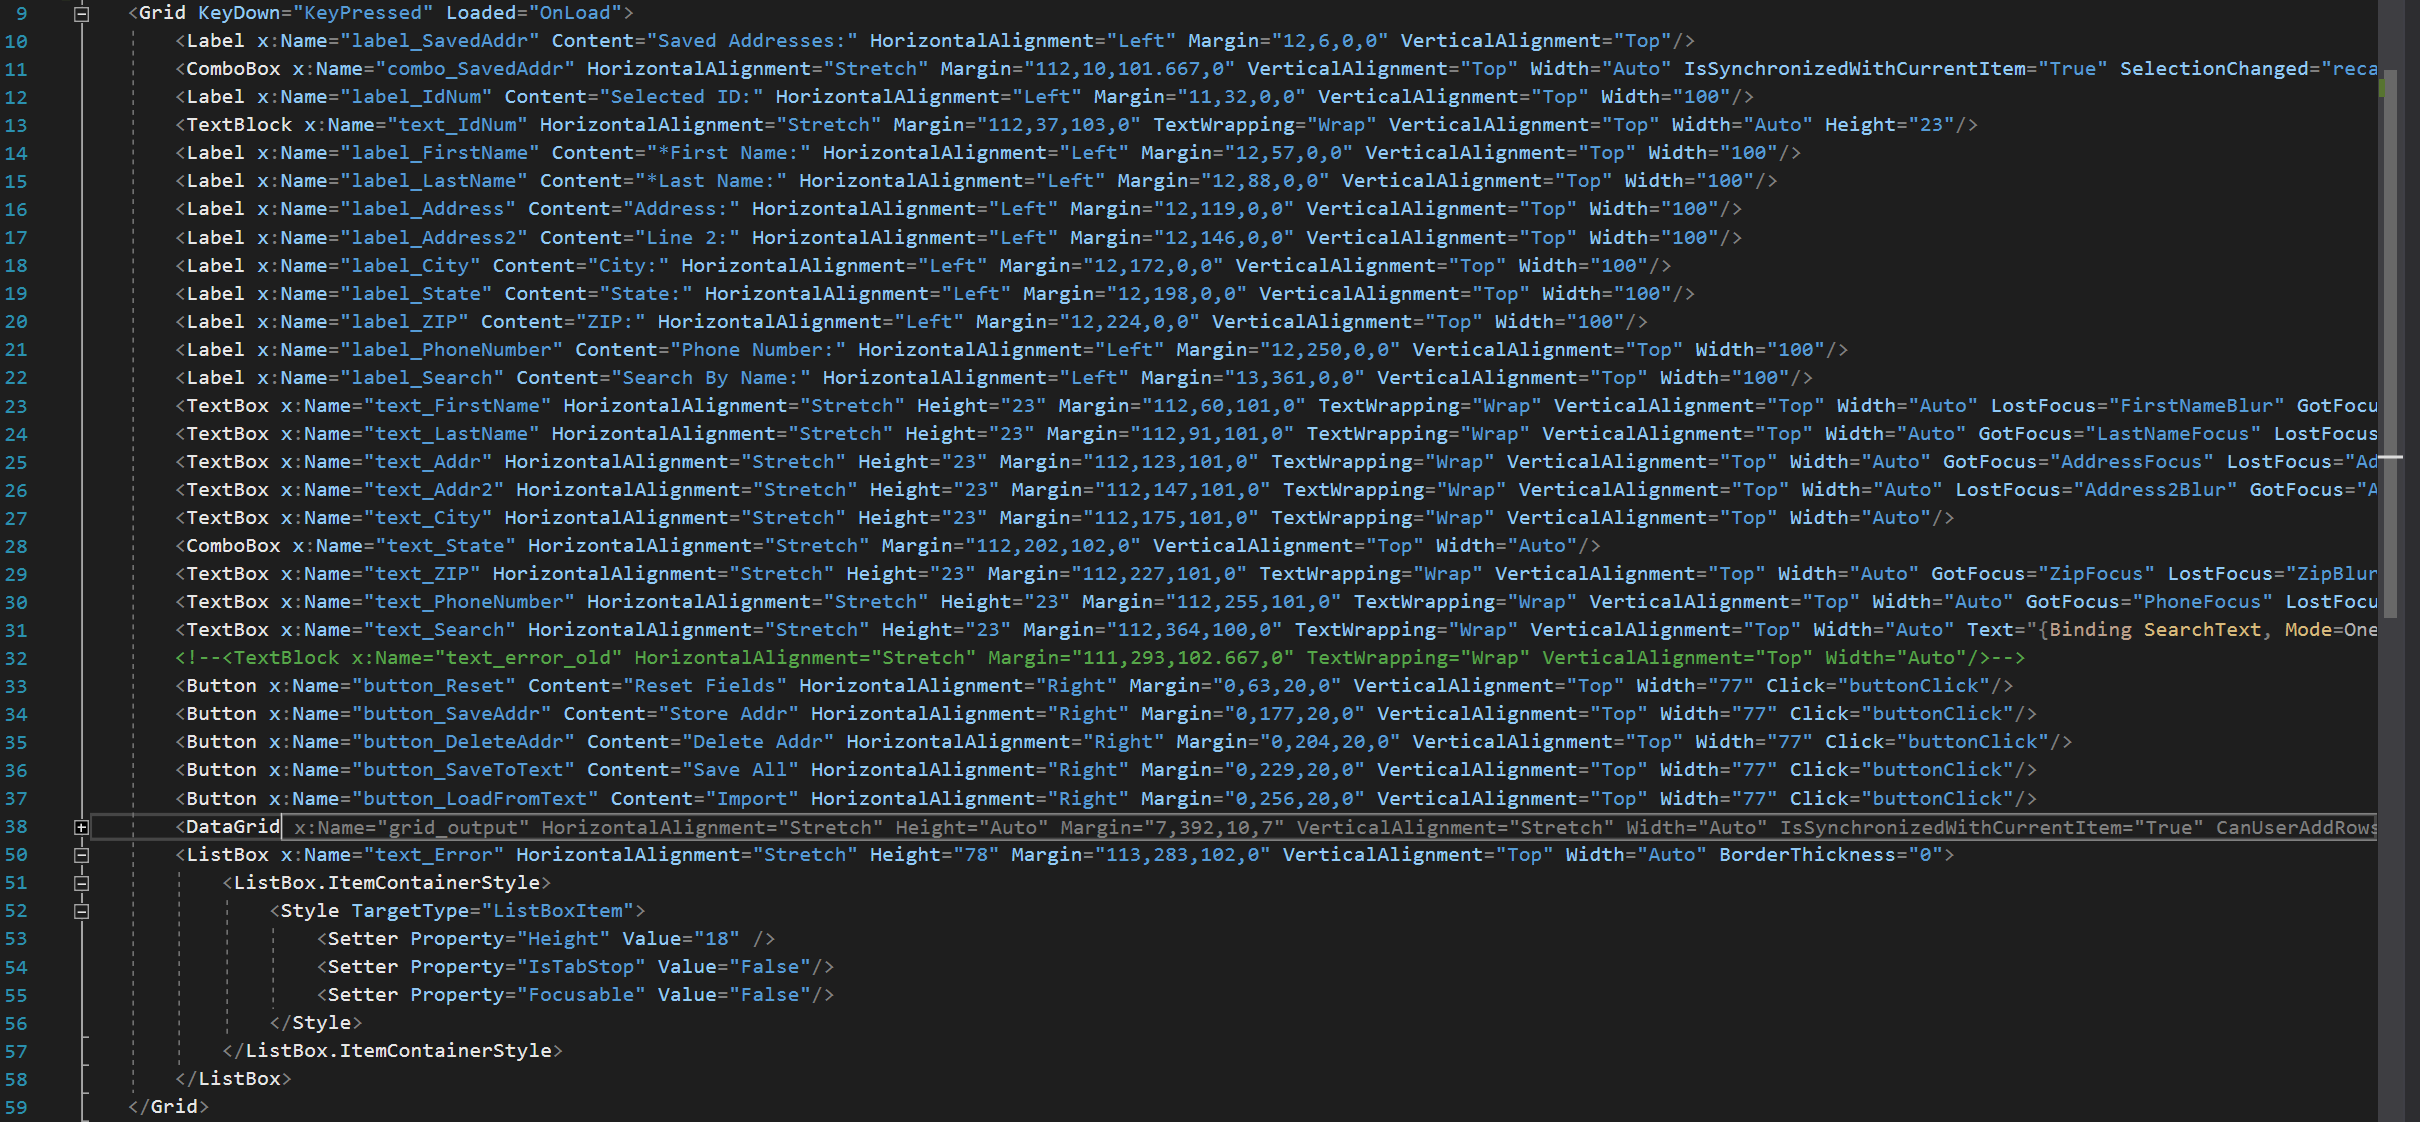 9 <Grid KeyDown="KeyPressed" Loaded="OnLoad">
10 <Label x:Name="label_SavedAddr" Content="Saved Addresses:" HorizontalAlignment="Left" Margin="12,6,0,0" VerticalAlignment="Top"/>
11 <ComboBox x:Name="combo_SavedAddr" HorizontalAlignment="Stretch" Margin="112,10,101.667,0" VerticalAlignment="Top" Width="Auto" IsSynchronizedWithCurrentItem="True" SelectionChanged="reca
12 <Label x:Name="label_IdNum" Content="Selected ID:" HorizontalAlignment="Left" Margin="11,32,0,0" VerticalAlignment="Top" Width="100"/>
13 <TextBlock x:Name="text_IdNum" HorizontalAlignment="Stretch" Margin="112,37,103,0" TextWrapping="Wrap" VerticalAlignment="Top" Width="Auto" Height="23"/>
14 <Label x:Name="label_FirstName" Content="*First Name:" HorizontalAlignment="Left" Margin="12,57,0,0" VerticalAlignment="Top" Width="100"/>
15 <Label x:Name="label_LastName" Content="*Last Name:" HorizontalAlignment="Left" Margin="12,88,0,0" VerticalAlignment="Top" Width="100"/>
16 <Label x:Name="label_Address" Content="Address:" HorizontalAlignment="Left" Margin="12,119,0,0" VerticalAlignment="Top" Width="100"/>
17 <Label x:Name="label_Address2" Content="Line 2:" HorizontalAlignment="Left" Margin="12,146,0,0" VerticalAlignment="Top" Width="100"/>
18 <Label x:Name="label_City" Content="City:" HorizontalAlignment="Left" Margin="12,172,0,0" VerticalAlignment="Top" Width="100"/>
19 <Label x:Name="label_State" Content="State:" HorizontalAlignment="Left" Margin="12,198,0,0" VerticalAlignment="Top" Width="100"/>
20 <Label x:Name="label_ZIP" Content="ZIP:" HorizontalAlignment="Left" Margin="12,224,0,0" VerticalAlignment="Top" Width="100"/>
21 <Label x:Name="label_PhoneNumber" Content="Phone Number:" HorizontalAlignment="Left" Margin="12,250,0,0" VerticalAlignment="Top" Width="100"/>
22 <Label x:Name="label_Search" Content="Search By Name:" HorizontalAlignment="Left" Margin="13,361,0,0" VerticalAlignment="Top" Width="100"/>
23 <TextBox x:Name="text_FirstName" HorizontalAlignment="Stretch" Height="23" Margin="112,60,101,0" TextWrapping="Wrap" VerticalAlignment="Top" Width="Auto" LostFocus="FirstNameBlur" GotFocu
24 <TextBox x:Name="text_LastName" HorizontalAlignment="Stretch" Height="23" Margin="112,91,101,0" TextWrapping="Wrap" VerticalAlignment="Top" Width="Auto" GotFocus="LastNameFocus" LostFocus
25 <TextBox x:Name="text_Addr" HorizontalAlignment="Stretch" Height="23" Margin="112,123,101,0" TextWrapping="Wrap" VerticalAlignment="Top" Width="Auto" GotFocus="AddressFocus" LostFocus="Ad
26 <TextBox x:Name="text_Addr2" HorizontalAlignment="Stretch" Height="23" Margin="112,147,101,0" TextWrapping="Wrap" VerticalAlignment="Top" Width="Auto" LostFocus="Address2Blur" GotFocus="A
27 <TextBox x:Name="text_City" HorizontalAlignment="Stretch" Height="23" Margin="112,175,101,0" TextWrapping="Wrap" VerticalAlignment="Top" Width="Auto"/>
28 <ComboBox x:Name="text_State" HorizontalAlignment="Stretch" Margin="112,202,102,0" VerticalAlignment="Top" Width="Auto"/>
29 <TextBox x:Name="text_ZIP" HorizontalAlignment="Stretch" Height="23" Margin="112,227,101,0" TextWrapping="Wrap" VerticalAlignment="Top" Width="Auto" GotFocus="ZipFocus" LostFocus="ZipBlur
30 <TextBox x:Name="text_PhoneNumber" HorizontalAlignment="Stretch" Height="23" Margin="112,255,101,0" TextWrapping="Wrap" VerticalAlignment="Top" Width="Auto" GotFocus="PhoneFocus" LostFocu
31 <TextBox x:Name="text_Search" HorizontalAlignment="Stretch" Height="23" Margin="112,364,100,0" TextWrapping="Wrap" VerticalAlignment="Top" Width="Auto" Text="{Binding SearchText, Mode=One
32 <!--<TextBlock x:Name="text_error_old" HorizontalAlignment="Stretch" Margin="111,293,102.667,0" TextWrapping="Wrap" VerticalAlignment="Top" Width="Auto"/>-->
33 <Button x:Name="button_Reset" Content="Reset Fields" HorizontalAlignment="Right" Margin="0,63,20,0" VerticalAlignment="Top" Width="77" Click="buttonClick"/>
34 <Button x:Name="button_SaveAddr" Content="Store Addr" HorizontalAlignment="Right" Margin="0,177,20,0" VerticalAlignment="Top" Width="77" Click="buttonClick"/>
35 <Button x:Name="button_DeleteAddr" Content="Delete Addr" HorizontalAlignment="Right" Margin="0,204,20,0" VerticalAlignment="Top" Width="77" Click="buttonClick"/>
36 <Button x:Name="button_SaveToText" Content="Save All" HorizontalAlignment="Right" Margin="0,229,20,0" VerticalAlignment="Top" Width="77" Click="buttonClick"/>
37 <Button x:Name="button_LoadFromText" Content="Import" HorizontalAlignment="Right" Margin="0,256,20,0" VerticalAlignment="Top" Width="77" Click="buttonClick"/>
38 <DataGrid x:Name="grid_output" HorizontalAlignment="Stretch" Height="Auto" Margin="7,392,10,7" VerticalAlignment="Stretch" Width="Auto" IsSynchronizedWithCurrentItem="True" CanUserAddRows
50 <ListBox x:Name="text_Error" HorizontalAlignment="Stretch" Height="78" Margin="113,283,102,0" VerticalAlignment="Top" Width="Auto" BorderThickness="0">
51 <ListBox.ItemContainerStyle>
52 <Style TargetType="ListBoxItem">
53 <Setter Property="Height" Value="18" />
54 <Setter Property="IsTabStop" Value="False"/>
55 <Setter Property="Focusable" Value="False"/>
56 </Style>
57 </ListBox.ItemContainerStyle>
58 </ListBox>
59 </Grid>